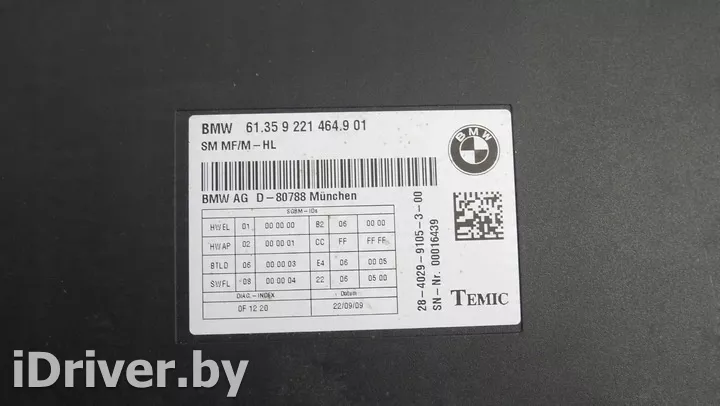 BMW 61.35 9 221 464.9 01
SM MF/M-HL
BMW AG D-80788 München
SGBM-IDs
HWEL 01 00 00 00 B2 06 00 00
HWAP 02 00 00 01 CC FF FF FF
BTLD 06 00 00 03 E4 06 00 05
SWFL 08 00 00 04 22 06 05 00
DIAG.-INDEX Datum
0F 12 20 22/09/09
BMW
28-4029-9105-3-00
SN-Nr. 00016439
TEMIC
iDriver.by